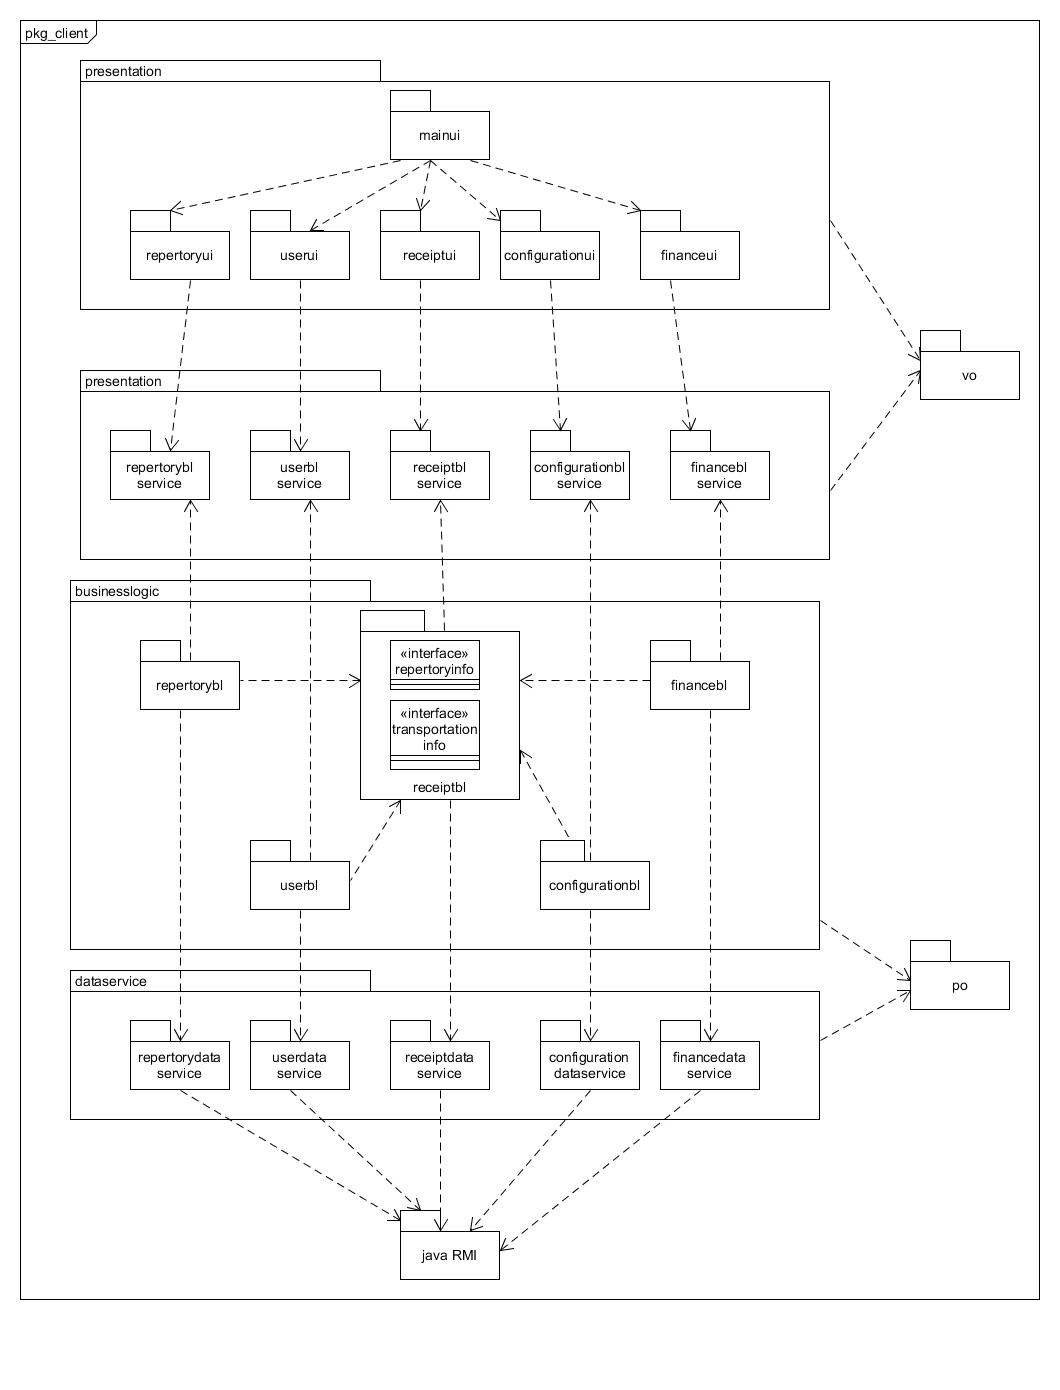 pkg_client
presentation
mainui
repertoryui
userui
receiptui
configurationui
financeui
vo
presentation
repertorybl
service
userbl
service
receiptbl
service
configurationbl
service
financebl
service
businesslogic
«interface»
repertoryinfo
«interface»
transportation
info
receiptbl
repertorybl
financebl
userbl
configurationbl
po
dataservice
repertorydata
service
userdata
service
receiptdata
service
configuration
dataservice
financedata
service
java RMI